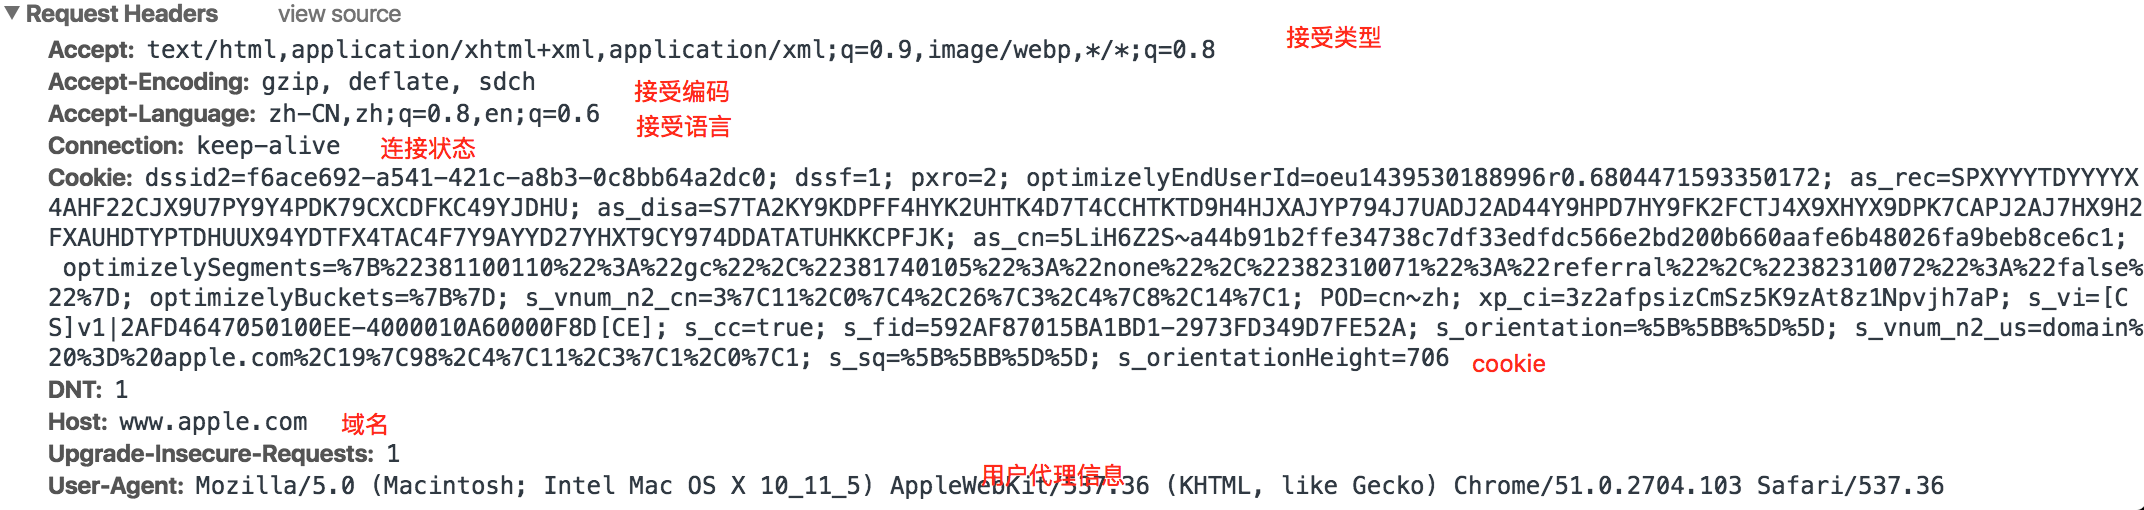 Request Headers view source
Accept: text/html,application/xhtml+xml,application/xml;q=0.9,image/webp,*/*;q=0.8 接受类型
Accept-Encoding: gzip, deflate, sdch 接受编码
Accept-Language: zh-CN,zh;q=0.8,en;q=0.6 接受语言
Connection: keep-alive 连接状态
Cookie: dssid2=f6ace692-a541-421c-a8b3-0c8bb64a2dc0; dssf=1; pxro=2; optimizelyEndUserId=oeu1439530188996r0.6804471593350172; as_rec=SPXYYYTDYYYYX
4AHF22CJX9U7PY9Y4PDK79CXCDFKC49YJDHU; as_disa=S7TA2KY9KDPFF4HYK2UHTK4D7T4CCHTKTD9H4HJXAJYP794J7UADJ2AD44Y9HPD7HY9FK2FCTJ4X9XHYX9DPK7CAPJ2AJ7HX9H2
FXAUHDTYPTDHUUX94YDTFX4TAC4F7Y9AYYD27YHXT9CY974DDATATUHKKCPFJK; as_cn=5LiH6Z2S~a44b91b2ffe34738c7df33edfdc566e2bd200b660aafe6b48026fa9beb8ce6c1;
optimizelySegments=%7B%22381100110%22%3A%22gc%22%2C%22381740105%22%3A%22none%22%2C%22382310071%22%3A%22referral%22%2C%22382310072%22%3A%22false%
22%7D; optimizelyBuckets=%7B%7D; s_vnum_n2_cn=3%7C11%2C0%7C4%2C26%7C3%2C4%7C8%2C14%7C1; POD=cn~zh; xp_ci=3z2afpsizCmSz5K9zAt8z1Npvjh7aP; s_vi=[C
S]v1|2AFD4647050100EE-4000010A60000F8D[CE]; s_cc=true; s_fid=592AF87015BA1BD1-2973FD349D7FE52A; s_orientation=%5B%5BB%5D%5D; s_vnum_n2_us=domain%
20%3D%20apple.com%2C19%7C98%2C4%7C11%2C3%7C1%2C0%7C1; s_sq=%5B%5BB%5D%5D; s_orientationHeight=706 cookie
DNT: 1
Host: www.apple.com 域名
Upgrade-Insecure-Requests: 1
用户代理信息
User-Agent: Mozilla/5.0 (Macintosh; Intel Mac OS X 10_11_5) AppleWebKit/537.36 (KHTML, like Gecko) Chrome/51.0.2704.103 Safari/537.36